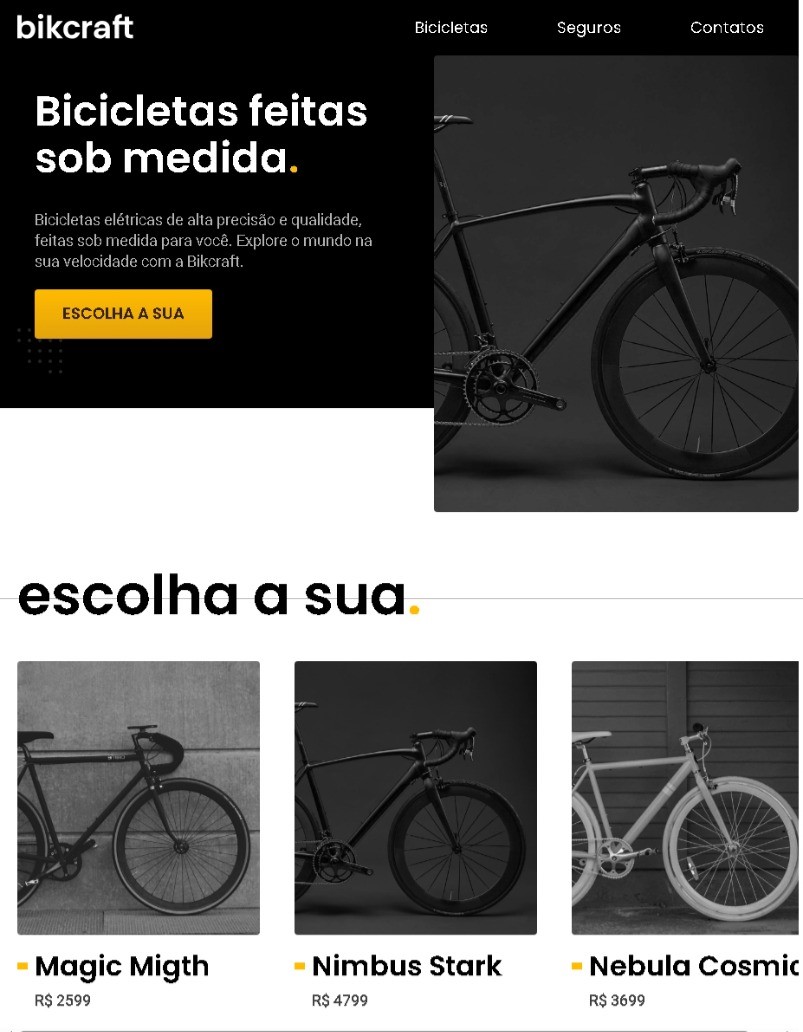 bikcraft
Bicicletas Seguros Contatos
Bicicletas feitas
sob medida.
Bicicletas elétricas de alta precisão e qualidade,
feitas sob medida para você. Explore o mundo na
sua velocidade com a Bikcraft.
ESCOLHA A SUA
escolha a sua.
Magic Migth
R$ 2599
Nimbus Stark
R$ 4799
Nebula Cosmic
R$ 3699